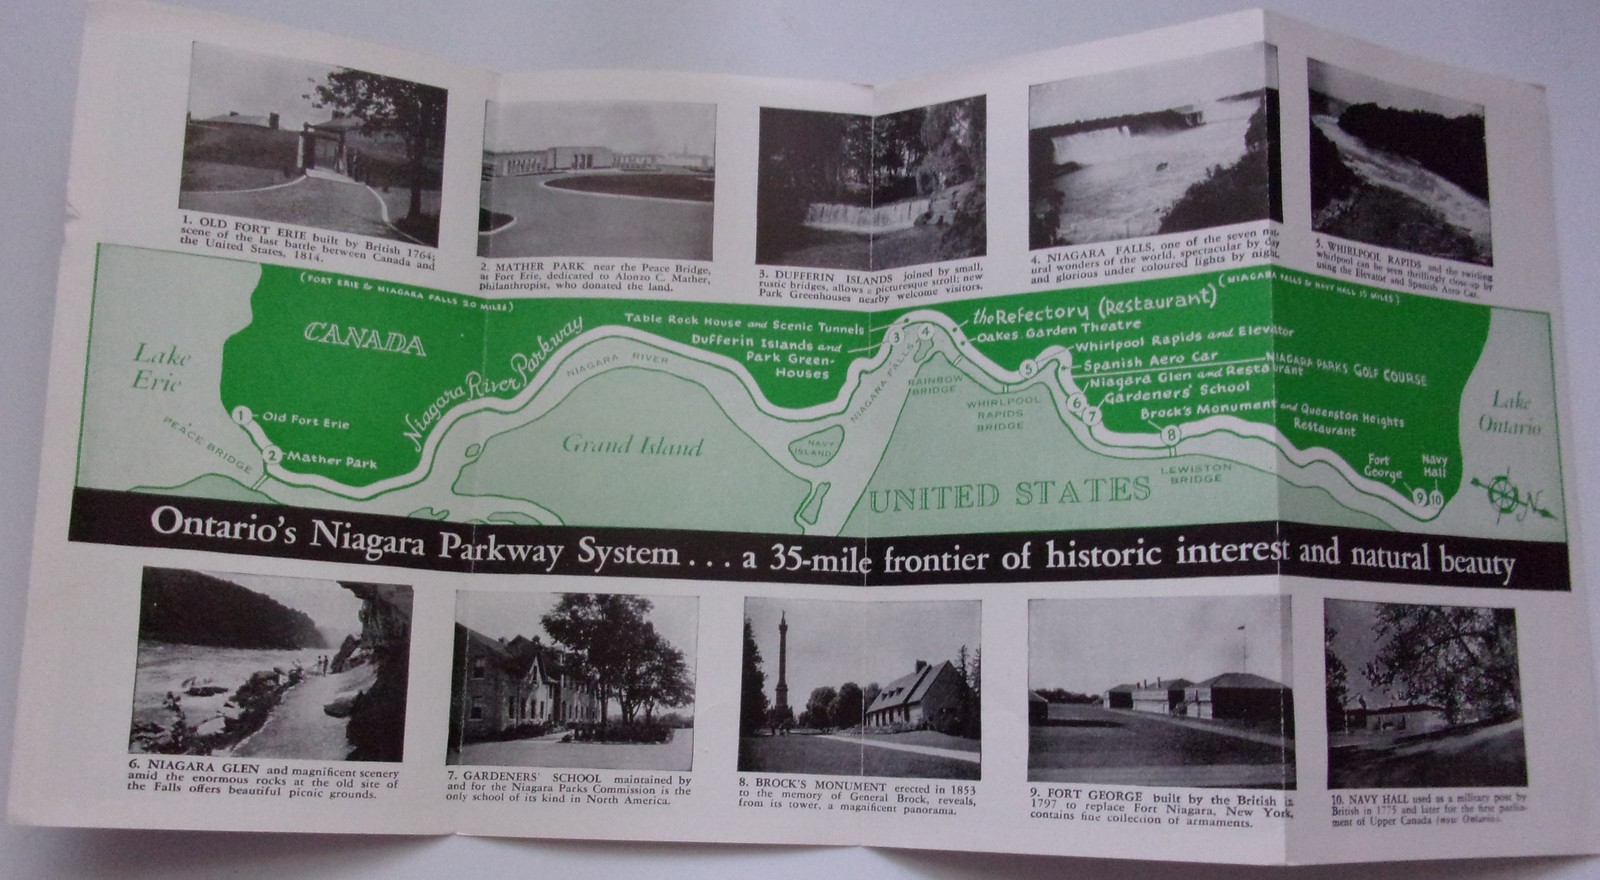 1. OLD FORT ERIE built by British 1764;
scene of the last battle between Canada and
the United States, 1814.
2. MATHER PARK near the Peace Bridge,
at Fort Erie, dedicated to Alonzo C. Mather,
philanthropist, who donated the land.
3. DUFFERIN ISLANDS joined by small,
rustic bridges, allows a picturesque stroll; new
Park Greenhouses nearby welcome visitors.
4. NIAGARA FALLS, one of the seven nat-
ural wonders of the world, spectacular by day
and glorious under coloured lights by night.
5. WHIRLPOOL RAPIDS and the swirling
whirlpool can be seen thrillingly close-up by
using the Elevator and Spanish Aero Car.
(FORT ERIE & NIAGARA FALLS 20 MILES)
(NIAGARA FALLS & NAVY HALL 15 MILES)
CANADA
Lake
Erie
Niagara River Parkway
NIAGARA RIVER
Table Rock House and Scenic Tunnels
Dufferin Islands and
Park Green-
Houses
3
4
the Refectory (Restaurant)
Oakes Garden Theatre
Whirlpool Rapids and Elevator
Spanish Aero Car
NIAGARA PARKS GOLF COURSE
Niagara Glen and Restaurant
Gardeners' School
Brock's Monument and Queenston Heights
Restaurant
5
6
7
8
NIAGARA FALLS
RAINBOW
BRIDGE
WHIRLPOOL
RAPIDS
BRIDGE
1
Old Fort Erie
PEACE BRIDGE
2
Mather Park
Grand Island
NAVY
ISLAND
UNITED STATES
LEWISTON
BRIDGE
Fort
George
Navy
Hall
9
10
Lake
Ontario
N
Ontario's Niagara Parkway System . . . a 35-mile frontier of historic interest and natural beauty
6. NIAGARA GLEN and magnificent scenery
amid the enormous rocks at the old site of
the Falls offers beautiful picnic grounds.
7. GARDENERS' SCHOOL maintained by
and for the Niagara Parks Commission is the
only school of its kind in North America.
8. BROCK'S MONUMENT erected in 1853
to the memory of General Brock, reveals,
from its tower, a magnificent panorama.
9. FORT GEORGE built by the British in
1797 to replace Fort Niagara, New York,
contains fine collection of armaments.
10. NAVY HALL used as a military post by
British in 1775 and later for the first parlia-
ment of Upper Canada (now Ontario).